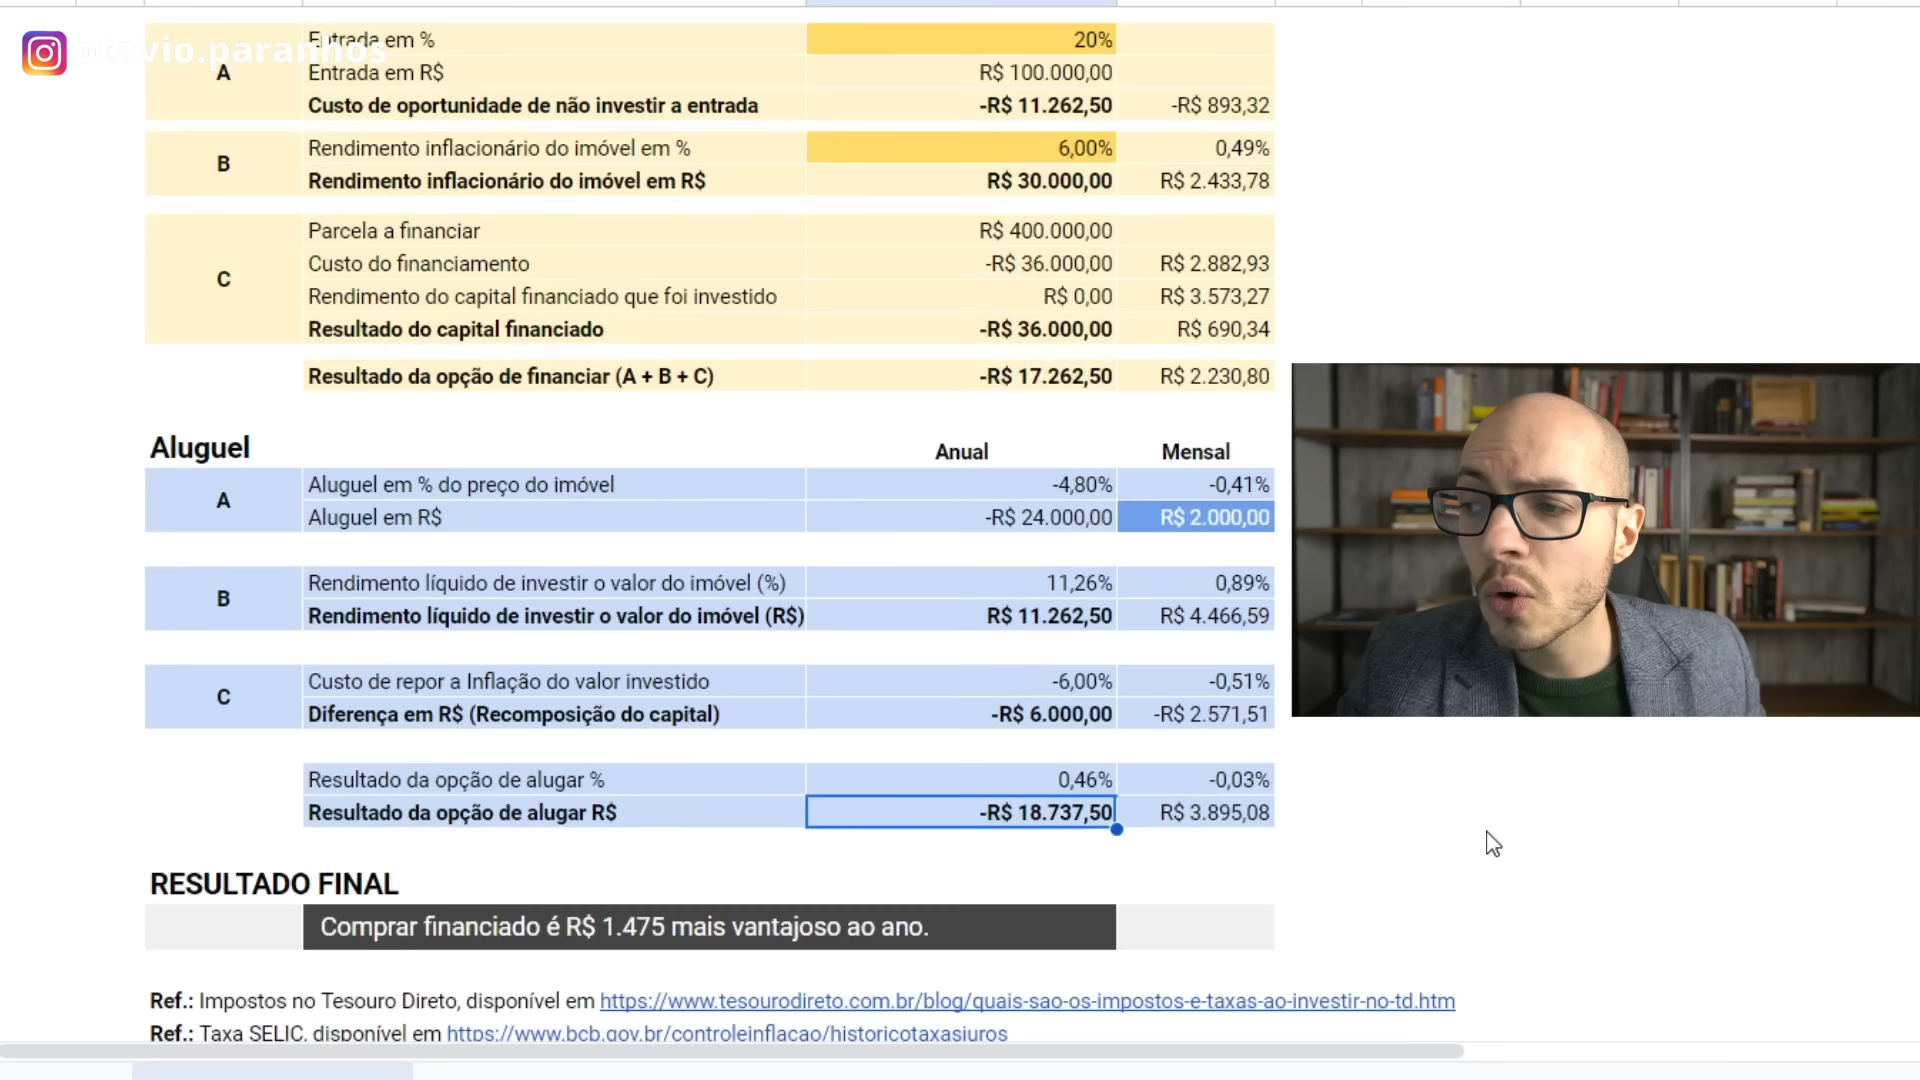 otavio.paranhos
Entrada em % 20%
A
Entrada em R$ R$ 100.000,00
Custo de oportunidade de não investir a entrada -R$ 11.262,50 -R$ 893,32
B
Rendimento inflacionário do imóvel em % 6,00% 0,49%
Rendimento inflacionário do imóvel em R$ R$ 30.000,00 R$ 2.433,78
C
Parcela a financiar R$ 400.000,00
Custo do financiamento -R$ 36.000,00 R$ 2.882,93
Rendimento do capital financiado que foi investido R$ 0,00 R$ 3.573,27
Resultado do capital financiado -R$ 36.000,00 R$ 690,34
Resultado da opção de financiar (A + B + C) -R$ 17.262,50 R$ 2.230,80
Aluguel Anual Mensal
A
Aluguel em % do preço do imóvel -4,80% -0,41%
Aluguel em R$ -R$ 24.000,00 R$ 2.000,00
B
Rendimento líquido de investir o valor do imóvel (%) 11,26% 0,89%
Rendimento líquido de investir o valor do imóvel (R$) R$ 11.262,50 R$ 4.466,59
C
Custo de repor a Inflação do valor investido -6,00% -0,51%
Diferença em R$ (Recomposição do capital) -R$ 6.000,00 -R$ 2.571,51
Resultado da opção de alugar % 0,46% -0,03%
Resultado da opção de alugar R$ -R$ 18.737,50 R$ 3.895,08
RESULTADO FINAL
Comprar financiado é R$ 1.475 mais vantajoso ao ano.
Ref.: Impostos no Tesouro Direto, disponível em https://www.tesourodireto.com.br/blog/quais-sao-os-impostos-e-taxas-ao-investir-no-td.htm
Ref.: Taxa SELIC, disponível em https://www.bcb.gov.br/controleinflacao/historicotaxasjuros